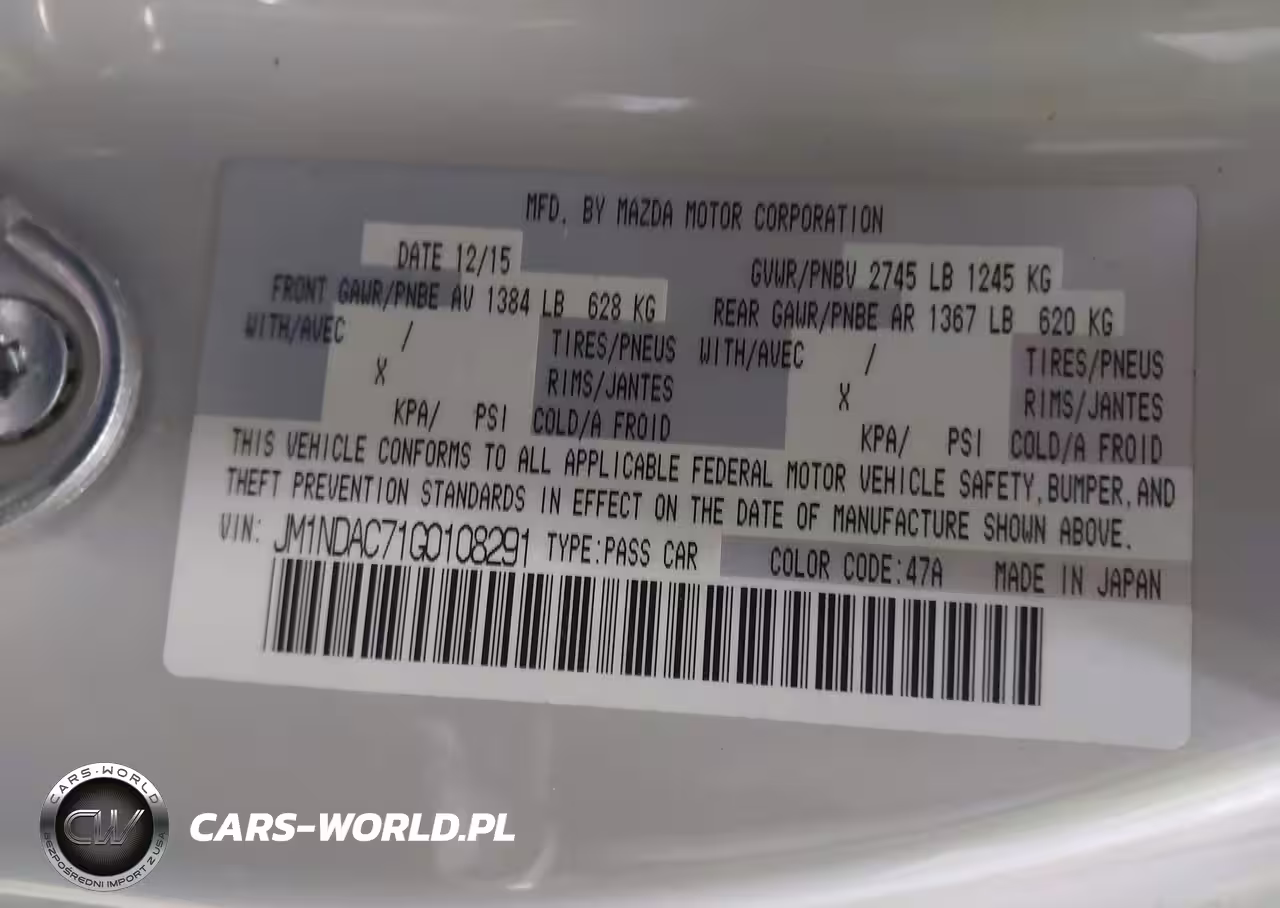 MFD. BY MAZDA MOTOR CORPORATION
DATE 12/15
GVWR/PNBV 2745 LB 1245 KG
FRONT GAWR/PNBE AV 1384 LB 628 KG
REAR GAWR/PNBE AR 1367 LB 620 KG
WITH/AVEC / TIRES/PNEUS WITH/AVEC / TIRES/PNEUS
X RIMS/JANTES X RIMS/JANTES
KPA/ PSI COLD/A FROID KPA/ PSI COLD/A FROID
THIS VEHICLE CONFORMS TO ALL APPLICABLE FEDERAL MOTOR VEHICLE SAFETY, BUMPER, AND
THEFT PREVENTION STANDARDS IN EFFECT ON THE DATE OF MANUFACTURE SHOWN ABOVE.
VIN: JM1NDAC71G0108291 TYPE:PASS CAR COLOR CODE:47A MADE IN JAPAN
CARS-WORLD
CW
BEZPOŚREDNI IMPORT Z USA
CARS-WORLD.PL